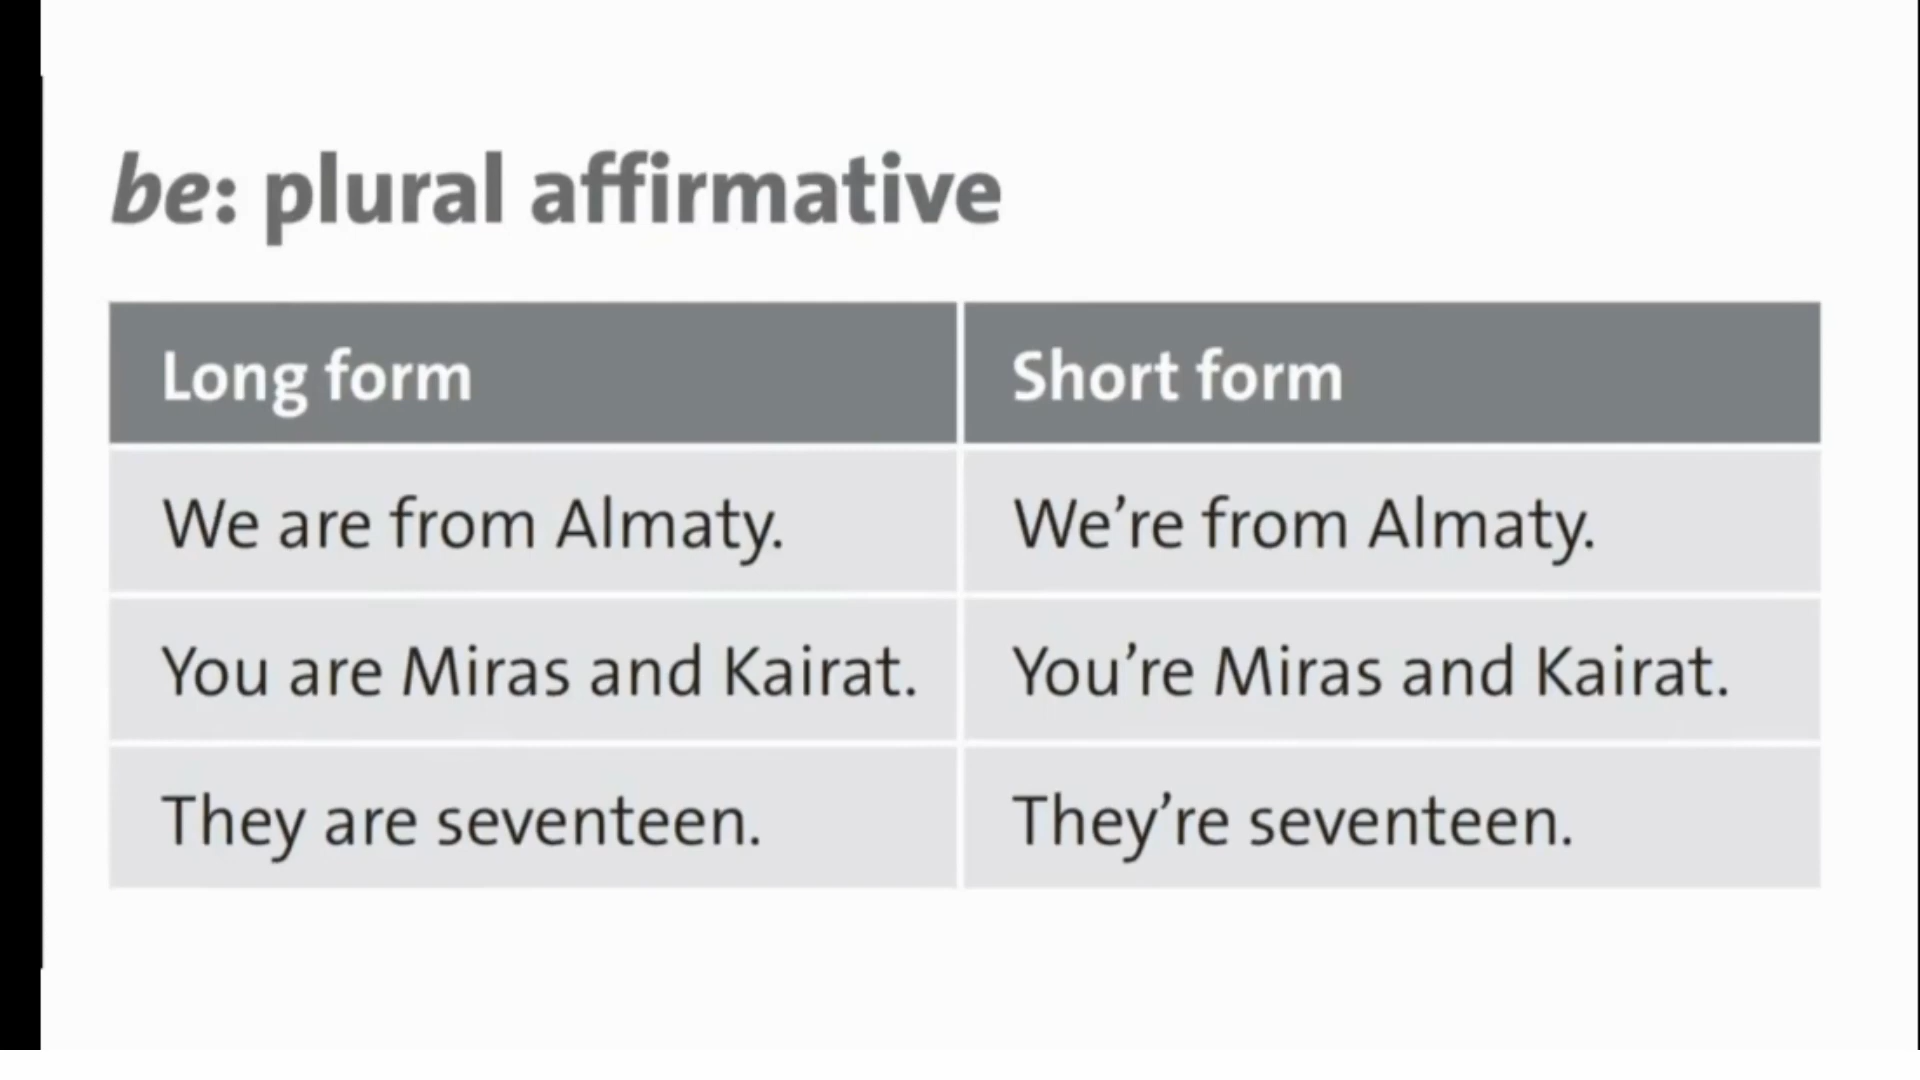 be: plural affirmative
Long form
Short form
We are from Almaty.
We’re from Almaty.
You are Miras and Kairat.
You’re Miras and Kairat.
They are seventeen.
They’re seventeen.